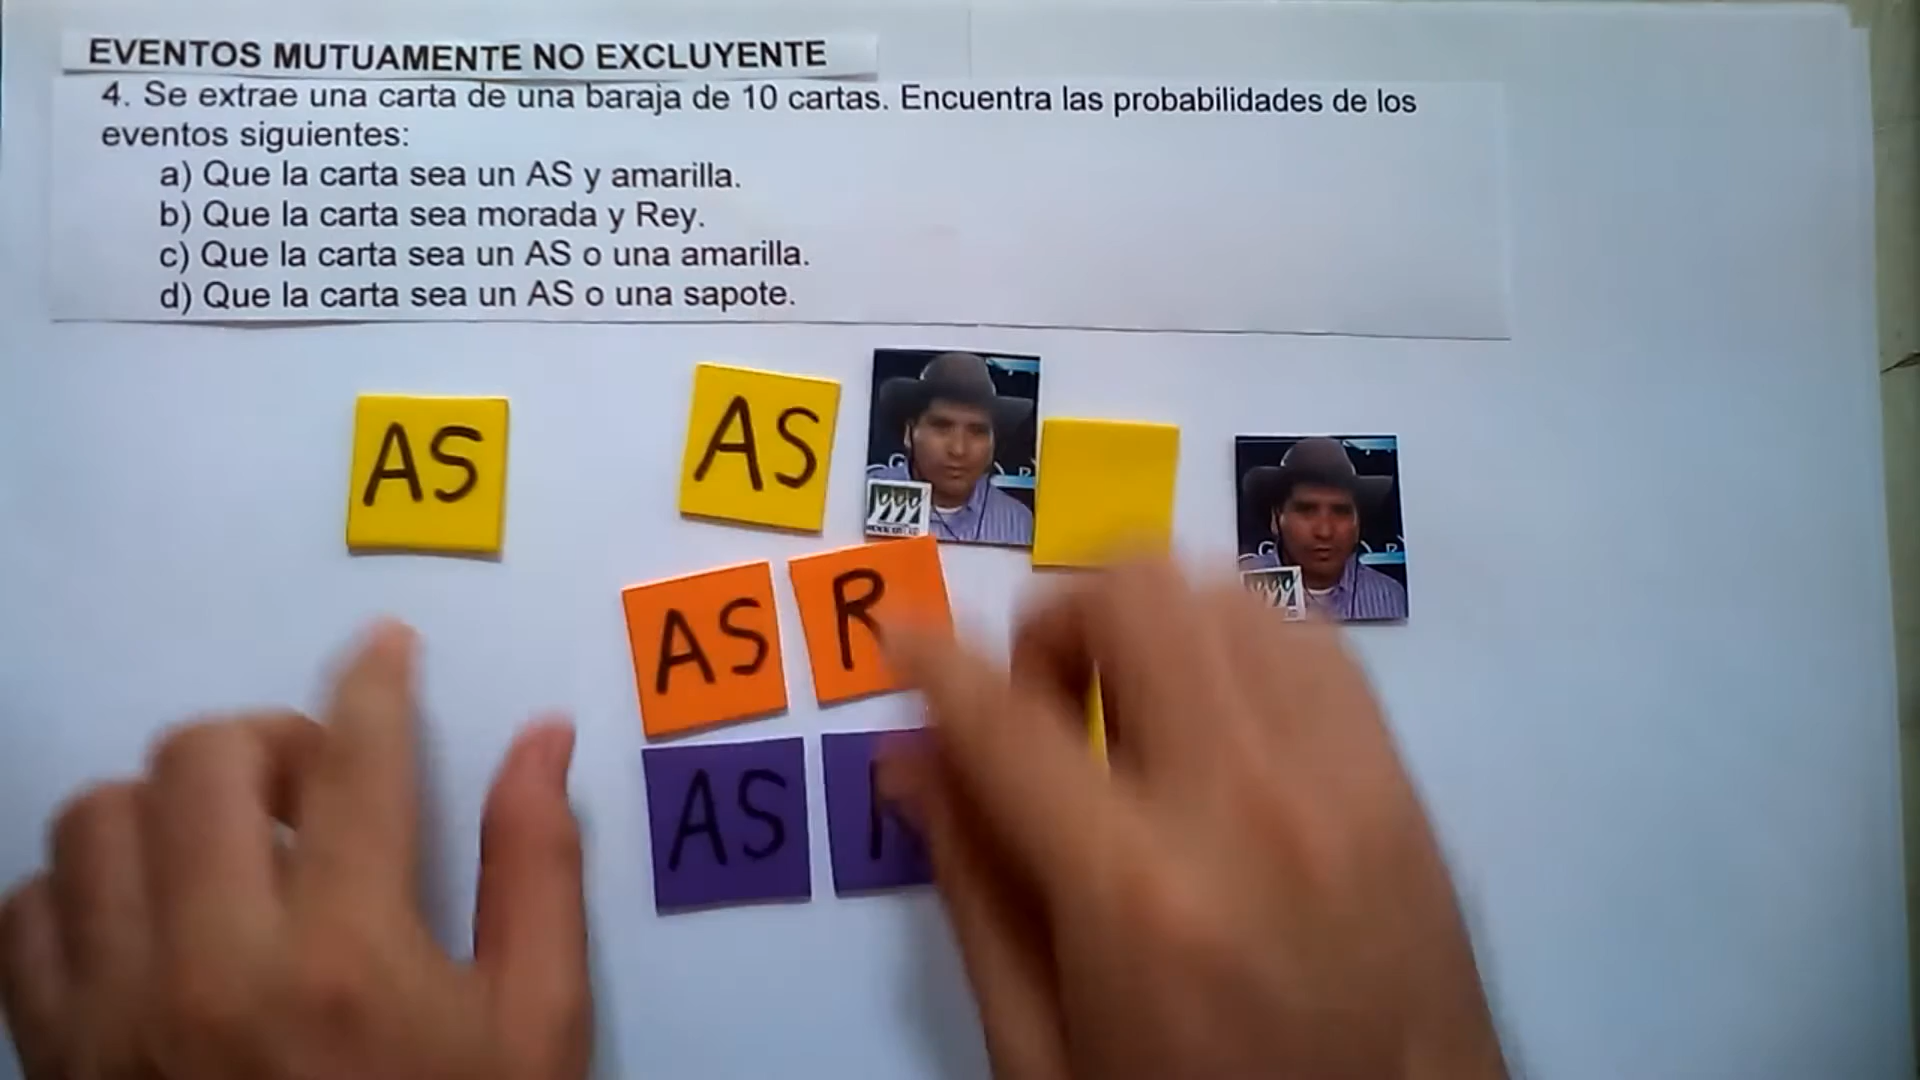 EVENTOS MUTUAMENTE NO EXCLUYENTE
4. Se extrae una carta de una baraja de 10 cartas. Encuentra las probabilidades de los
eventos siguientes:
a) Que la carta sea un AS y amarilla.
b) Que la carta sea morada y Rey.
c) Que la carta sea un AS o una amarilla.
d) Que la carta sea un AS o una sapote.
AS
AS
AS
R
AS